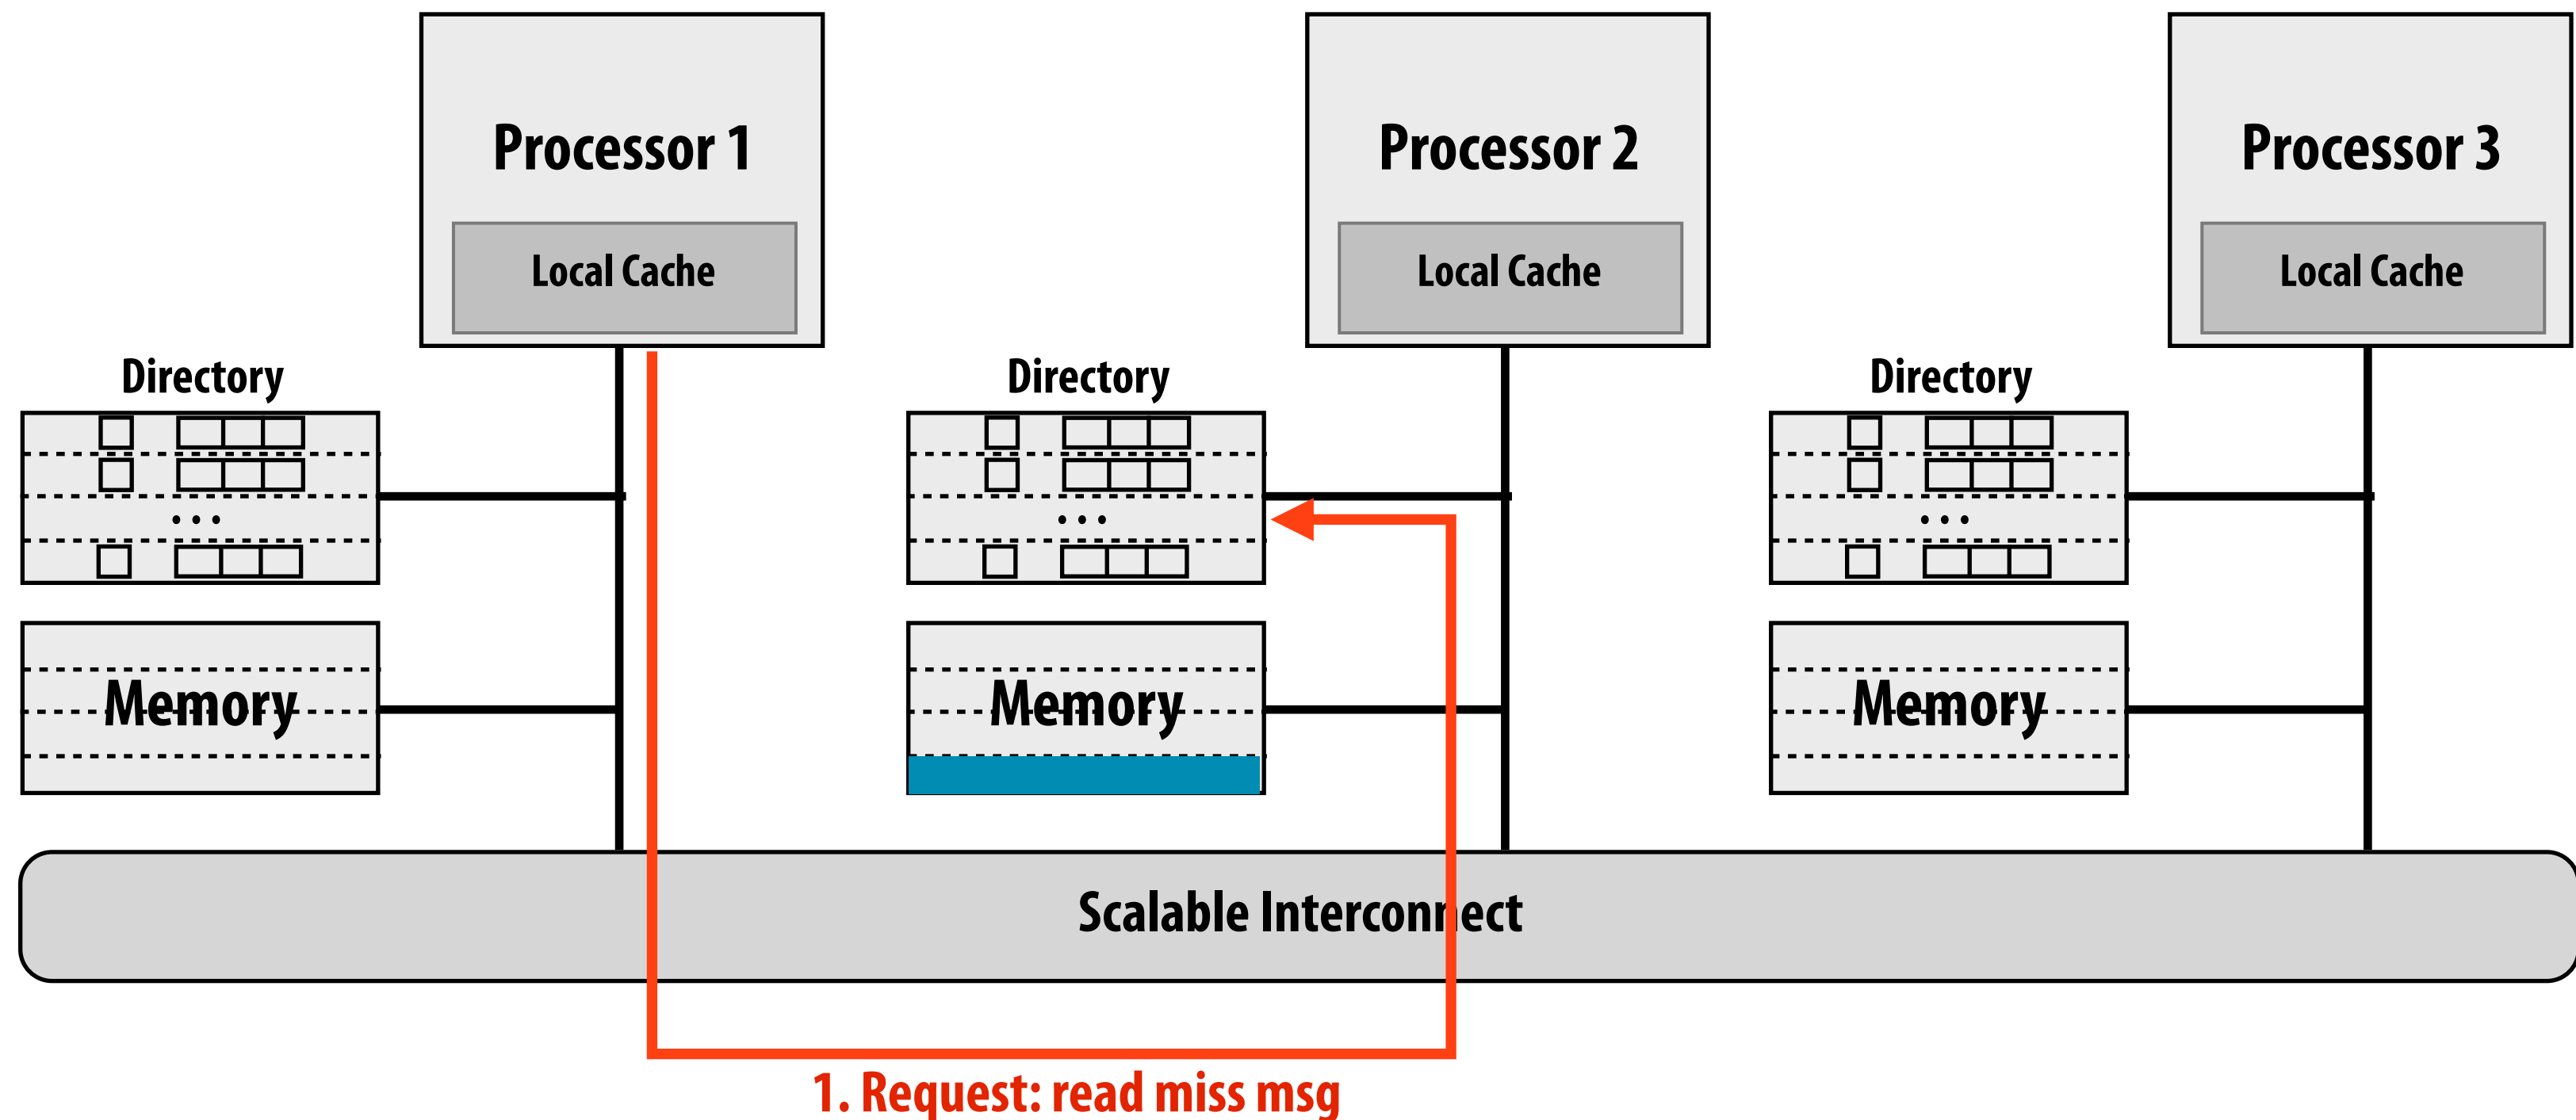 Processor 1
Processor 2
Processor 3
Local Cache
Local Cache
Local Cache
Directory
Directory
Directory
• • •
• • •
• • •
Memory
Memory
Memory
Scalable Interconnect
1. Request: read miss msg